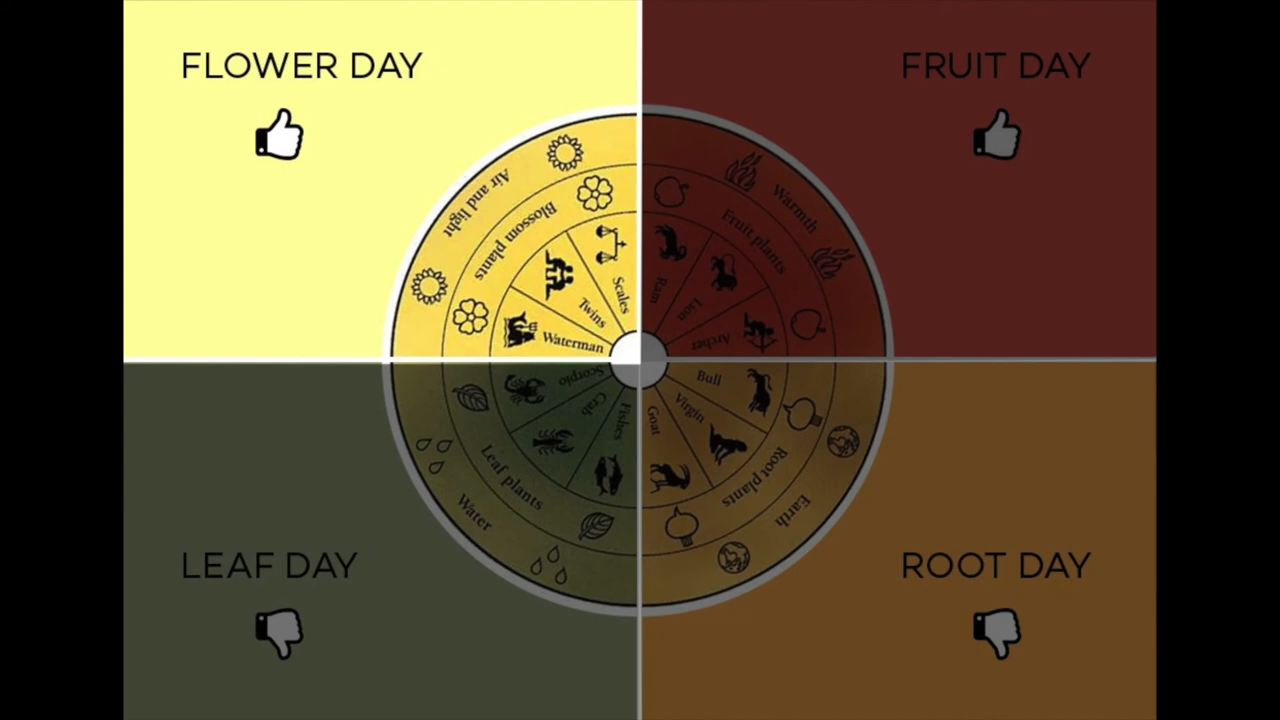 FLOWER DAY
FRUIT DAY
Air and light
Blossom plants
Scales
Twins
Waterman
Warmth
Fruit plants
Ram
Lion
Archer
Scorpio
Crab
Fishes
Leaf plants
Water
Bull
Virgin
Goat
Root plants
Earth
LEAF DAY
ROOT DAY